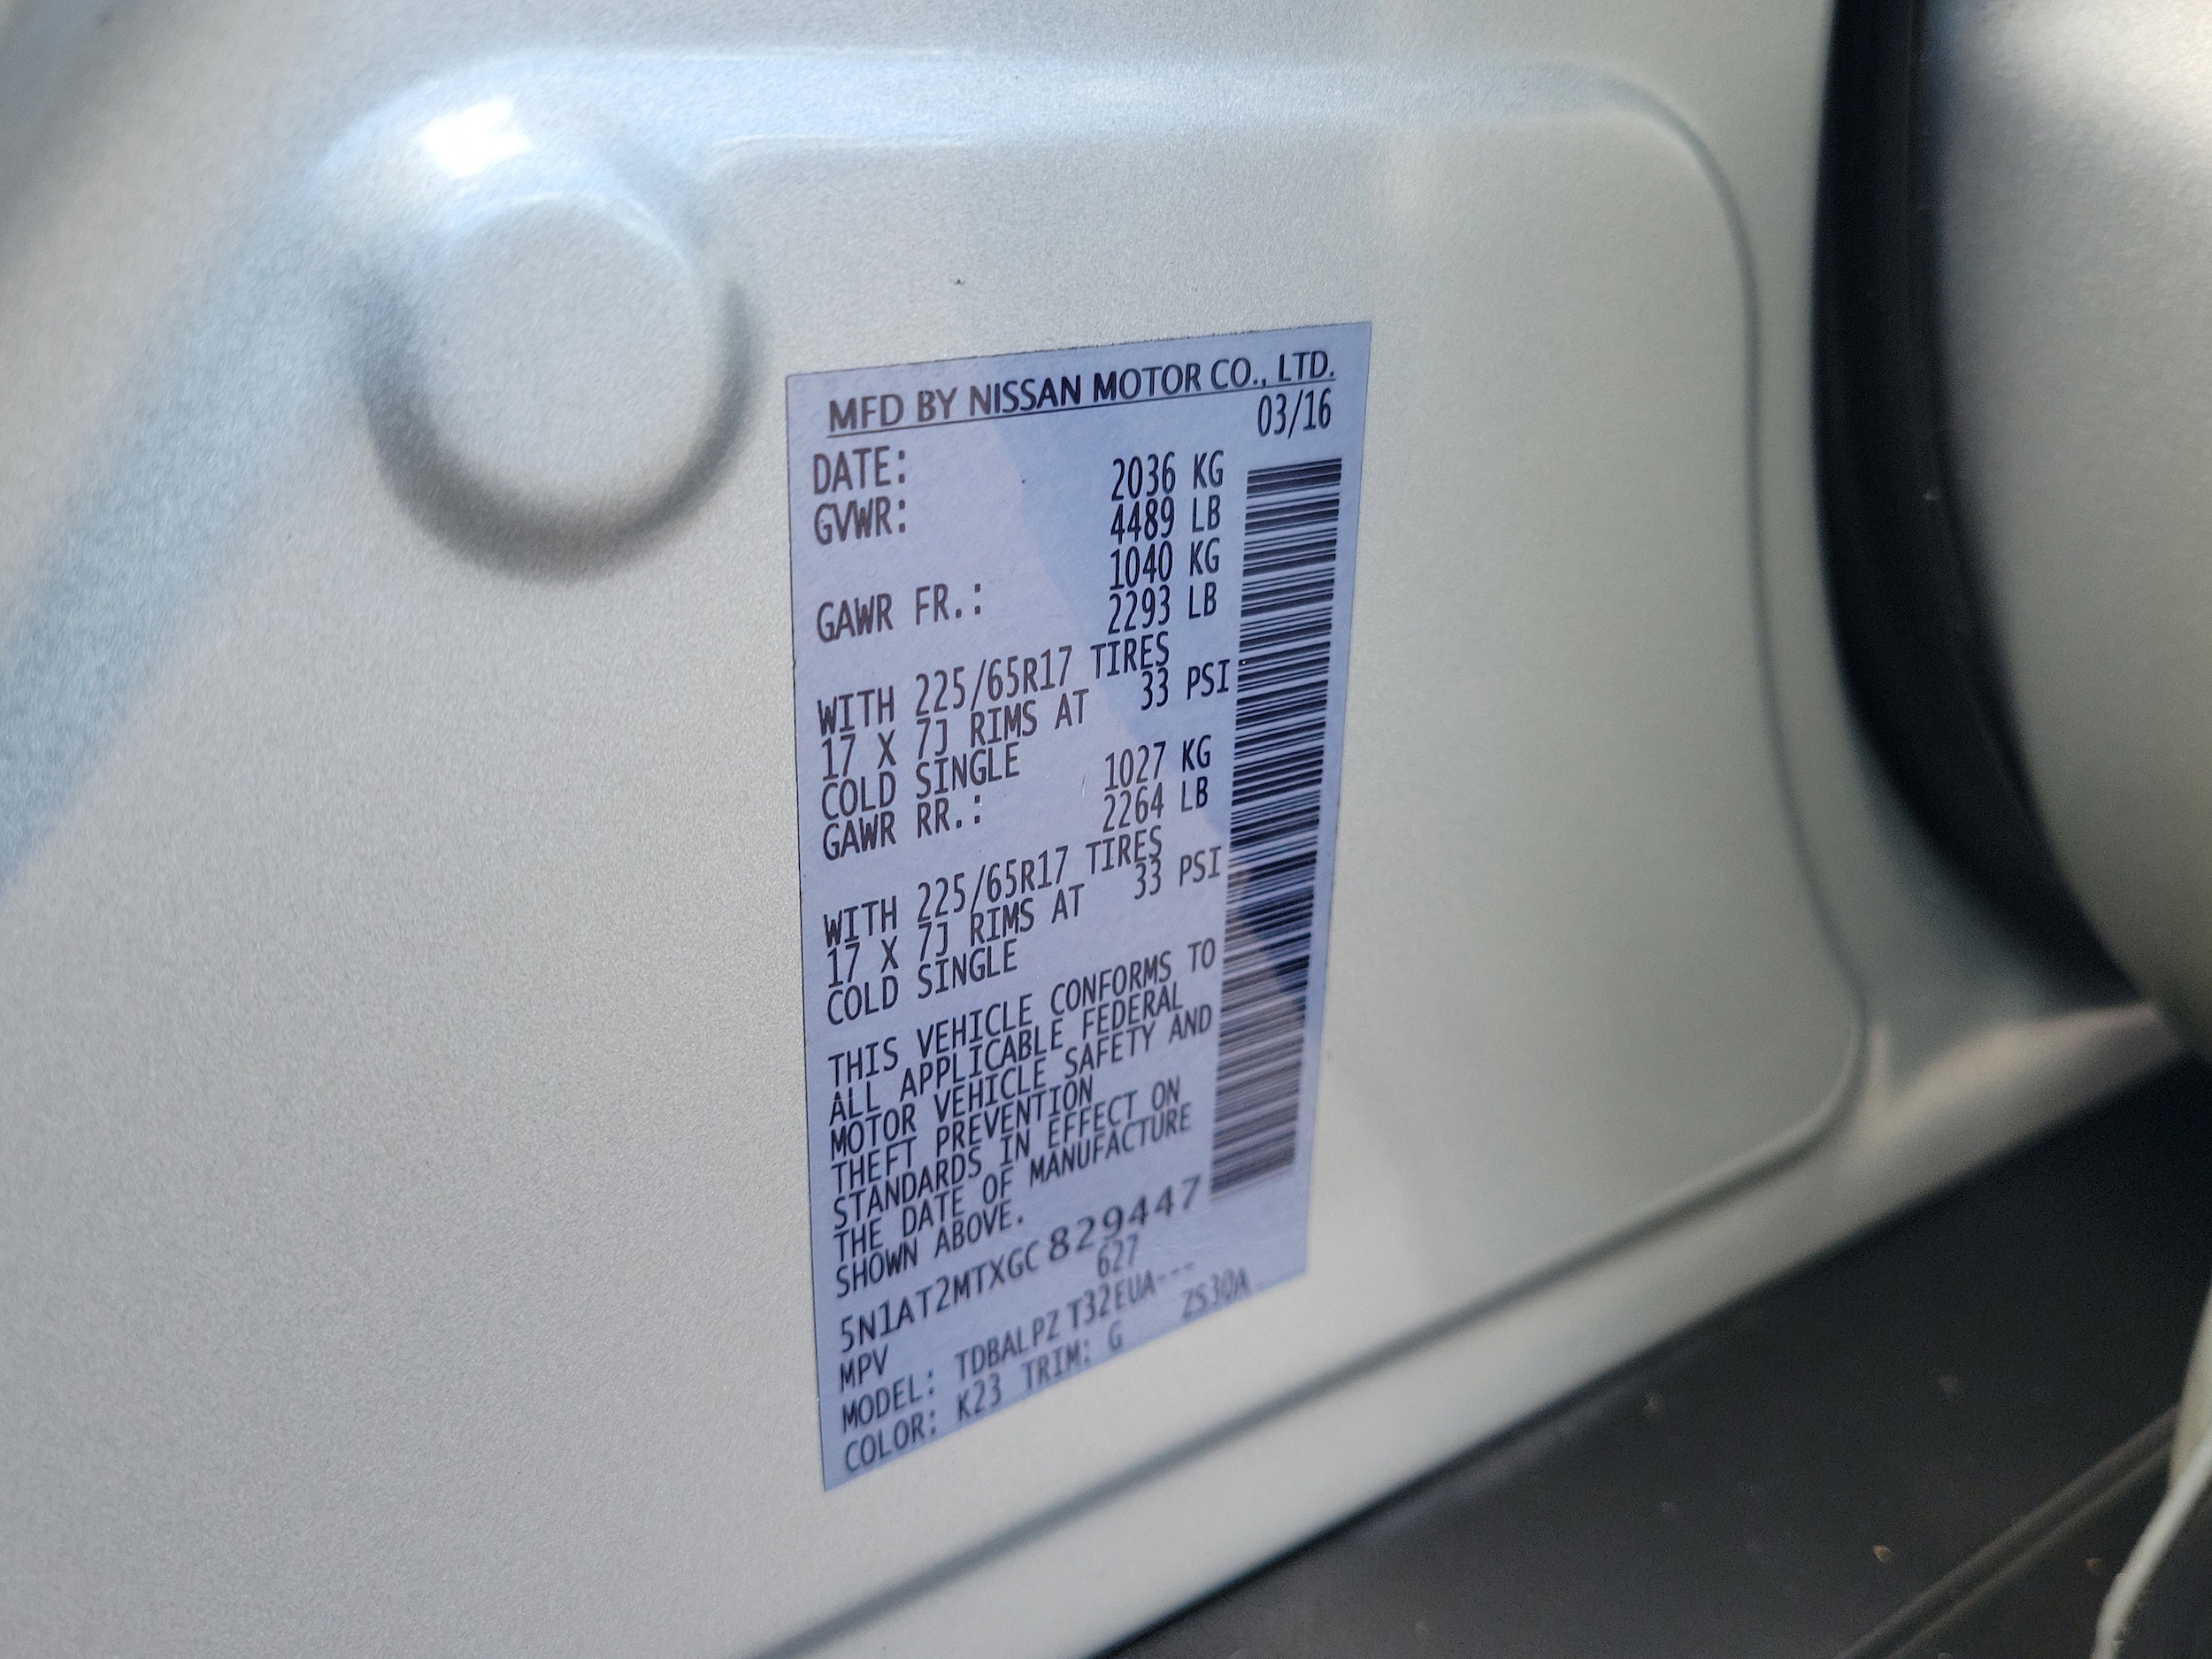 MFD BY NISSAN MOTOR CO., LTD.
DATE: 03/16
GVWR: 2036 KG
4489 LB
GAWR FR.: 1040 KG
2293 LB
WITH 225/65R17 TIRES
17 X 7J RIMS AT 33 PSI
COLD SINGLE
GAWR RR.: 1027 KG
2264 LB
WITH 225/65R17 TIRES
17 X 7J RIMS AT 33 PSI
COLD SINGLE
THIS VEHICLE CONFORMS TO
ALL APPLICABLE FEDERAL
MOTOR VEHICLE SAFETY AND
THEFT PREVENTION
STANDARDS IN EFFECT ON
THE DATE OF MANUFACTURE
SHOWN ABOVE.
5N1AT2MTXGC829447
MPV 627
MODEL: TDBALPZ T32EUA---
COLOR: K23 TRIM: G ZS30A